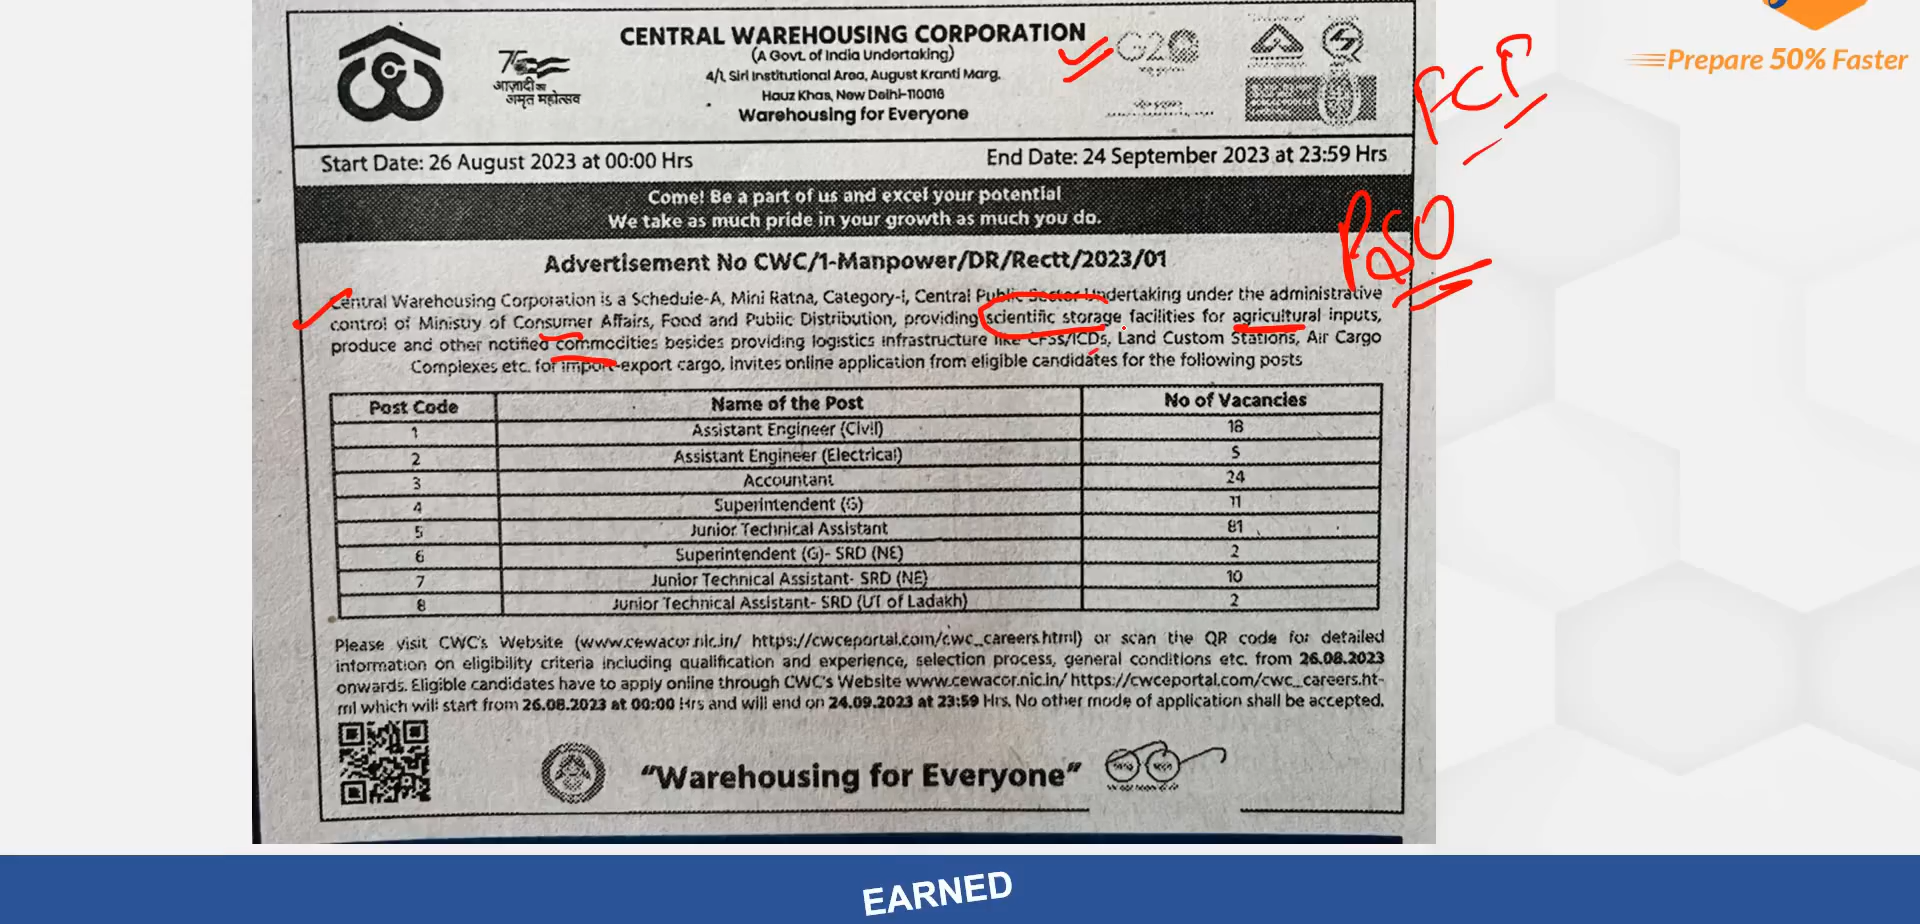 Prepare 50% Faster
FCI
PSO
CENTRAL WAREHOUSING CORPORATION
(A Govt. of India Undertaking)
4/1, Siri Institutional Area, August Kranti Marg.
Hauz Khas, New Delhi-110016
Warehousing for Everyone
75
आज़ादी का
अमृत महोत्सव
G20
Start Date: 26 August 2023 at 00:00 Hrs
End Date: 24 September 2023 at 23:59 Hrs
Come! Be a part of us and excel your potential
We take as much pride in your growth as much you do.
Advertisement No CWC/1-Manpower/DR/Rectt/2023/01
Central Warehousing Corporation is a Schedule-A, Mini Ratna, Category-I, Central Public Sector Undertaking under the administrative
control of Ministry of Consumer Affairs, Food and Public Distribution, providing scientific storage facilities for agricultural inputs,
produce and other notified commodities besides providing logistics infrastructure like CFSs/ICDs, Land Custom Stations, Air Cargo
Complexes etc. for import-export cargo, invites online application from eligible candidates for the following posts
Post Code Name of the Post No of Vacancies
1 Assistant Engineer (Civil) 18
2 Assistant Engineer (Electrical) 5
3 Accountant 24
4 Superintendent (G) 11
5 Junior Technical Assistant 81
6 Superintendent (G)- SRD (NE) 2
7 Junior Technical Assistant- SRD (NE) 10
8 Junior Technical Assistant- SRD (UT of Ladakh) 2
Please visit CWC's Website (www.cewacor.nic.in/ https://cwceportal.com/cwc_careers.html) or scan the QR code for detailed
information on eligibility criteria including qualification and experience, selection process, general conditions etc. from 26.08.2023
onwards. Eligible candidates have to apply online through CWC's Website www.cewacor.nic.in/ https://cwceportal.com/cwc_careers.ht-
ml which will start from 26.08.2023 at 00:00 Hrs and will end on 24.09.2023 at 23:59 Hrs. No other mode of application shall be accepted.
"Warehousing for Everyone"
EARNED